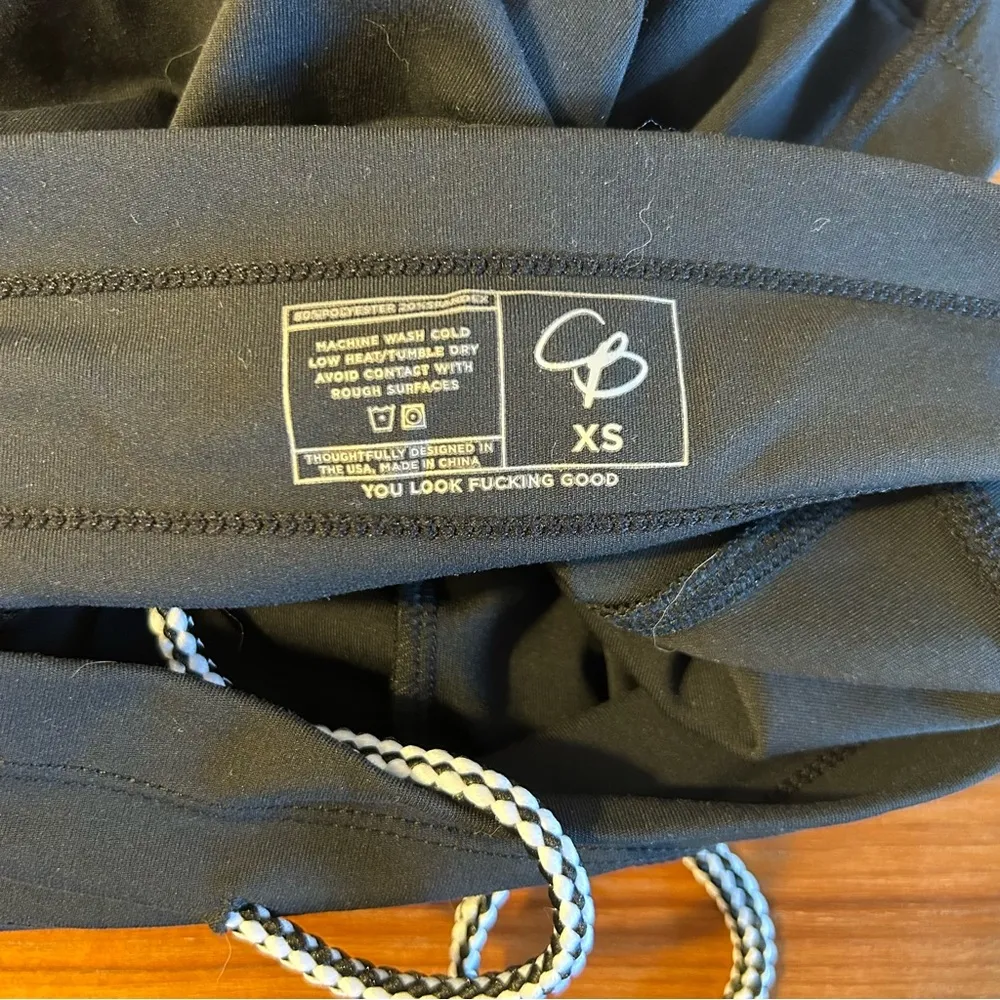 80%POLYESTER 20%SPANDEX
MACHINE WASH COLD
LOW HEAT/TUMBLE DRY
AVOID CONTACT WITH
ROUGH SURFACES
THOUGHTFULLY DESIGNED IN
THE USA, MADE IN CHINA
CB
XS
YOU LOOK FUCKING GOOD